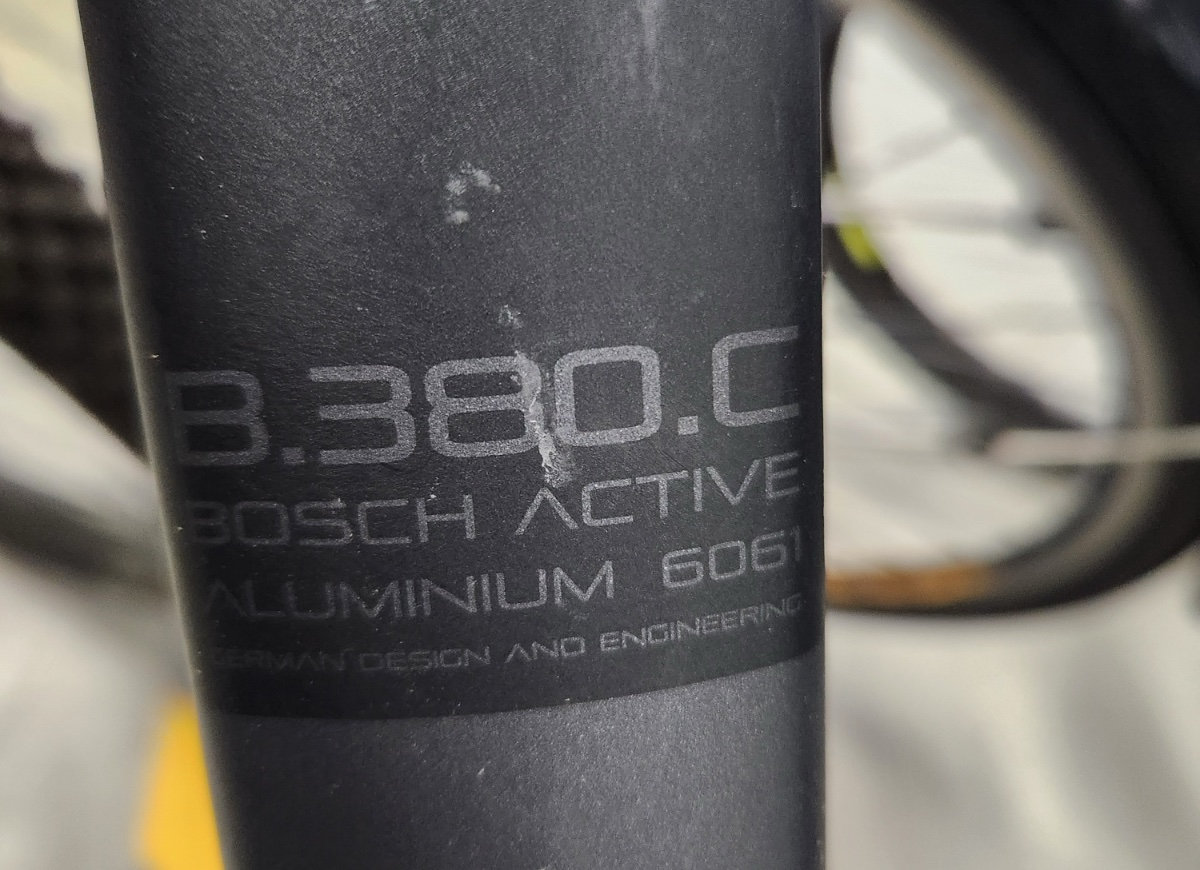 B.380.C
BOSCH ACTIVE
ALUMINIUM 6061
GERMAN DESIGN AND ENGINEERING